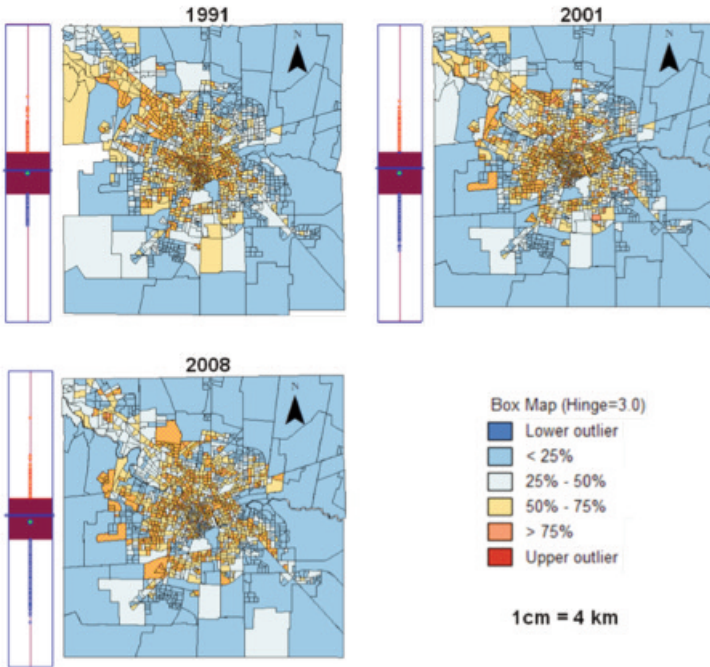 1991
N
2001
N
2008
N
Box Map (Hinge=3.0)
Lower outlier
< 25%
25% - 50%
50% - 75%
> 75%
Upper outlier
1cm = 4 km